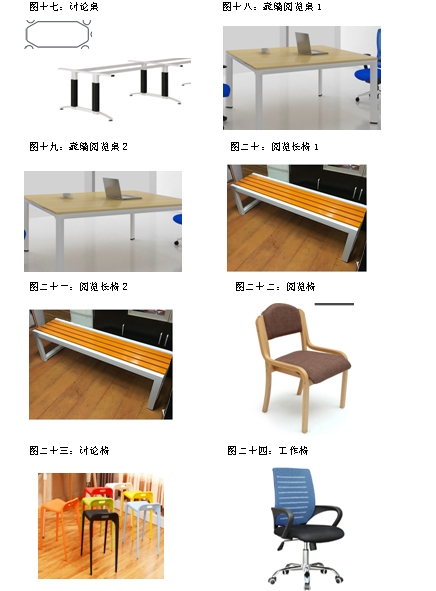 图十七：讨论桌
图十八：疏编阅览桌 1
图十九：疏编阅览桌 2
图二十：阅览长椅 1
图二十一：阅览长椅 2
图二十二：阅览椅
图二十三：讨论椅
图二十四：工作椅